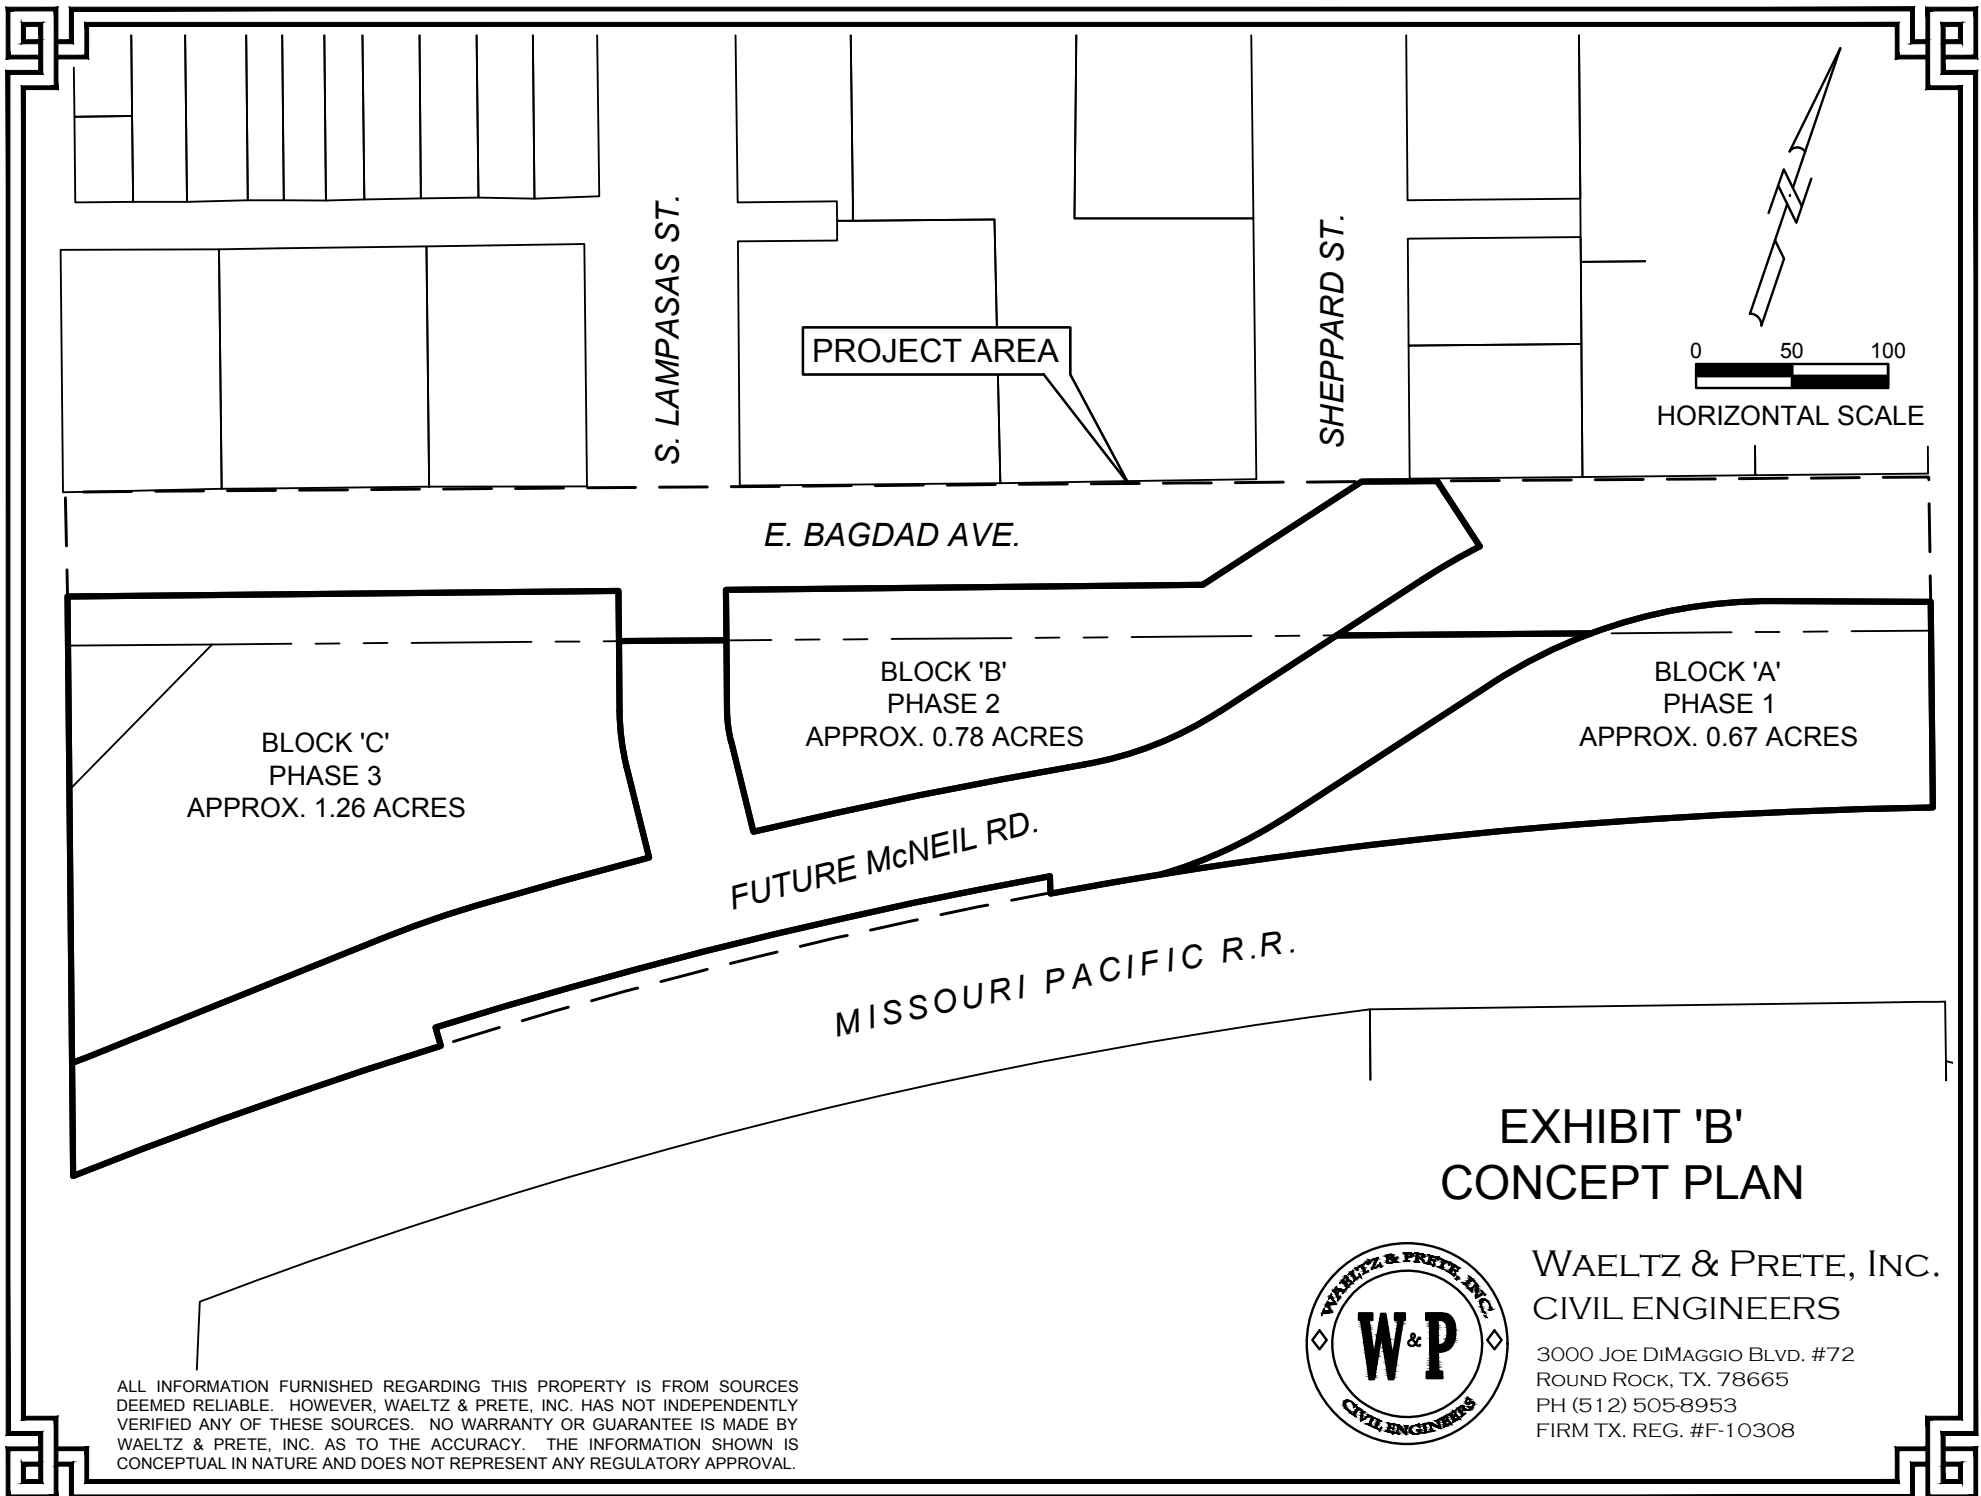 S. LAMPASAS ST.
SHEPPARD ST.
PROJECT AREA
0 50 100
HORIZONTAL SCALE
E. BAGDAD AVE.
BLOCK 'C'
PHASE 3
APPROX. 1.26 ACRES
BLOCK 'B'
PHASE 2
APPROX. 0.78 ACRES
BLOCK 'A'
PHASE 1
APPROX. 0.67 ACRES
FUTURE McNEIL RD.
MISSOURI PACIFIC R.R.
EXHIBIT 'B'
CONCEPT PLAN
WAELTZ & PRETE, INC.
W&P
CIVIL ENGINEERS
WAELTZ & PRETE, INC.
CIVIL ENGINEERS
3000 JOE DIMAGGIO BLVD. #72
ROUND ROCK, TX. 78665
PH (512) 505-8953
FIRM TX. REG. #F-10308
ALL INFORMATION FURNISHED REGARDING THIS PROPERTY IS FROM SOURCES
DEEMED RELIABLE. HOWEVER, WAELTZ & PRETE, INC. HAS NOT INDEPENDENTLY
VERIFIED ANY OF THESE SOURCES. NO WARRANTY OR GUARANTEE IS MADE BY
WAELTZ & PRETE, INC. AS TO THE ACCURACY. THE INFORMATION SHOWN IS
CONCEPTUAL IN NATURE AND DOES NOT REPRESENT ANY REGULATORY APPROVAL.